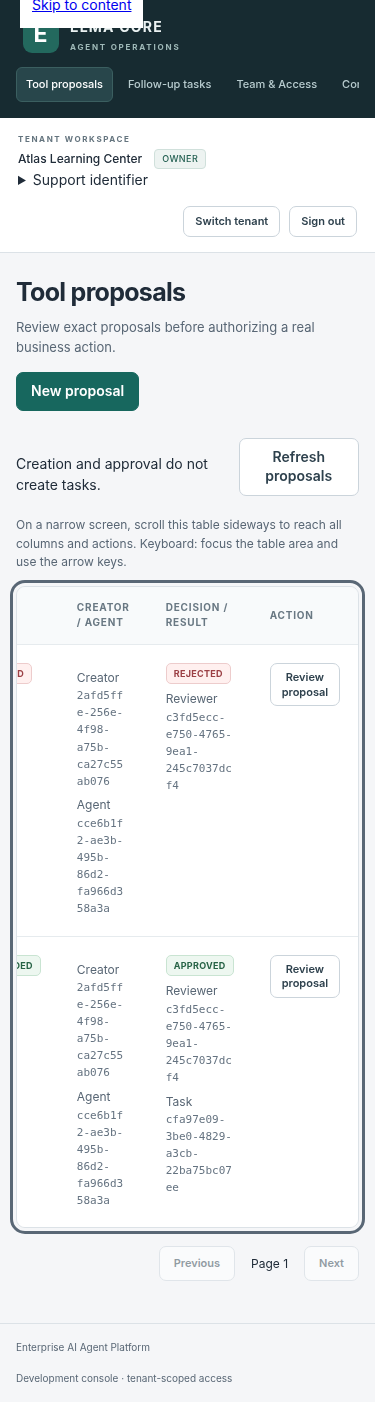 Skip to content
E
LEMA CORE
AGENT OPERATIONS
Tool proposals Follow-up tasks Team & Access
TENANT WORKSPACE
Atlas Learning Center OWNER
▶ Support identifier
Switch tenant Sign out
Tool proposals
Review exact proposals before authorizing a real
business action.
New proposal
Creation and approval do not
create tasks.
Refresh
proposals
On a narrow screen, scroll this table sideways to reach all
columns and actions. Keyboard: focus the table area and
use the arrow keys.
CREATOR
/ AGENT
DECISION /
RESULT
ACTION
D
Creator
2afd5ff
e-256e-
4f98-
a75b-
ca27c55
ab076
Agent
cce6b1f
2-ae3b-
495b-
86d2-
fa966d3
58a3a
REJECTED
Reviewer
c3fd5ecc-
e750-4765-
9ea1-
245c7037dc
f4
Review
proposal
DED
Creator
2afd5ff
e-256e-
4f98-
a75b-
ca27c55
ab076
Agent
cce6b1f
2-ae3b-
495b-
86d2-
fa966d3
58a3a
APPROVED
Reviewer
c3fd5ecc-
e750-4765-
9ea1-
245c7037dc
f4
Task
cfa97e09-
3be0-4829-
a3cb-
22ba75bc07
ee
Review
proposal
Previous Page 1 Next
Enterprise AI Agent Platform
Development console · tenant-scoped access